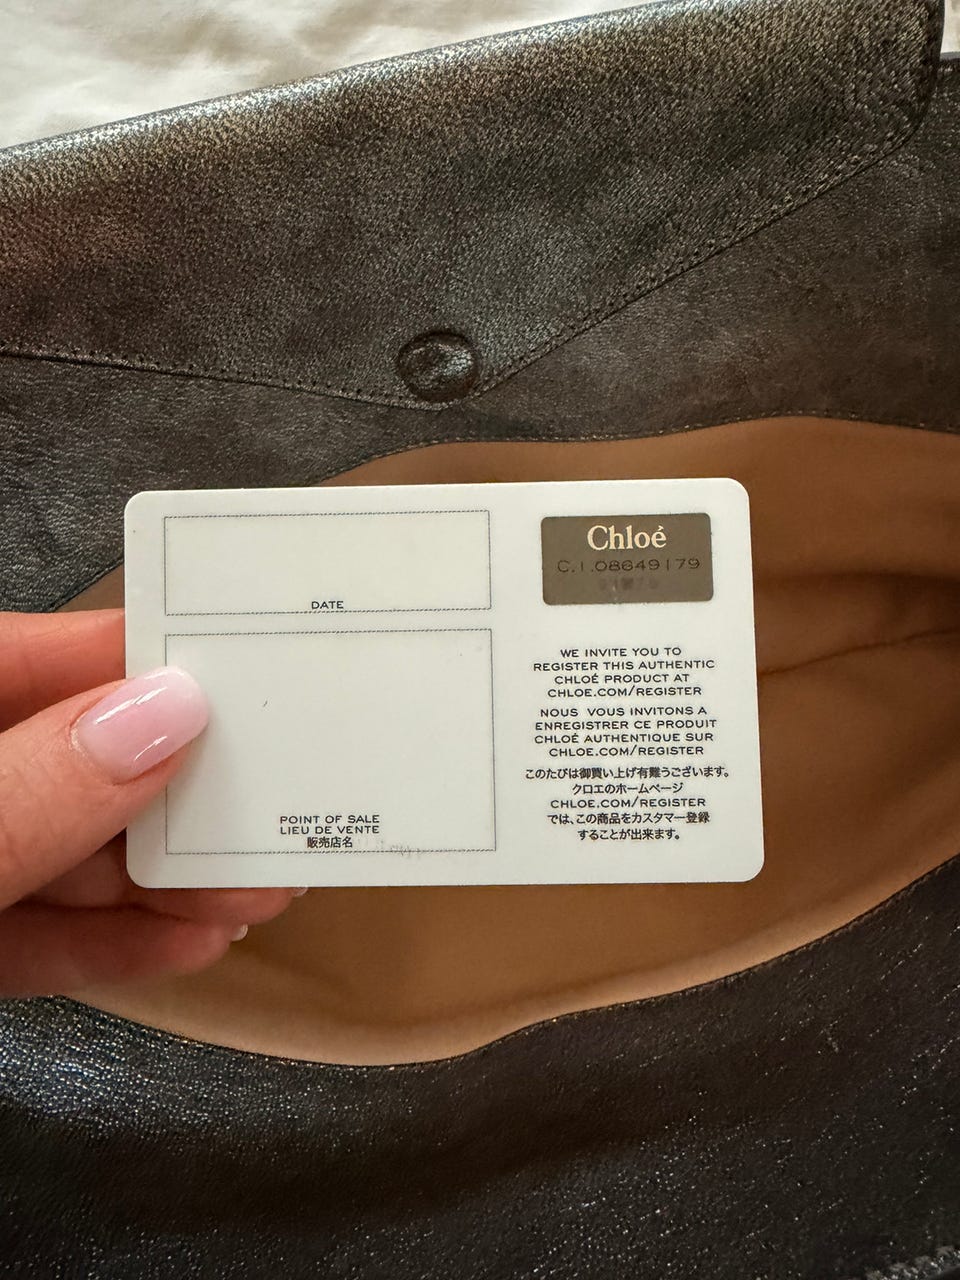 DATE
POINT OF SALE
LIEU DE VENTE
販売店名
Chloé
C.I.08649179
WE INVITE YOU TO
REGISTER THIS AUTHENTIC
CHLOÉ PRODUCT AT
CHLOE.COM/REGISTER
NOUS VOUS INVITONS A
ENREGISTRER CE PRODUIT
CHLOÉ AUTHENTIQUE SUR
CHLOE.COM/REGISTER
このたびは御買い上げ有難うございます。
クロエのホームページ
CHLOE.COM/REGISTER
では、この商品をカスタマー登録
することが出来ます。